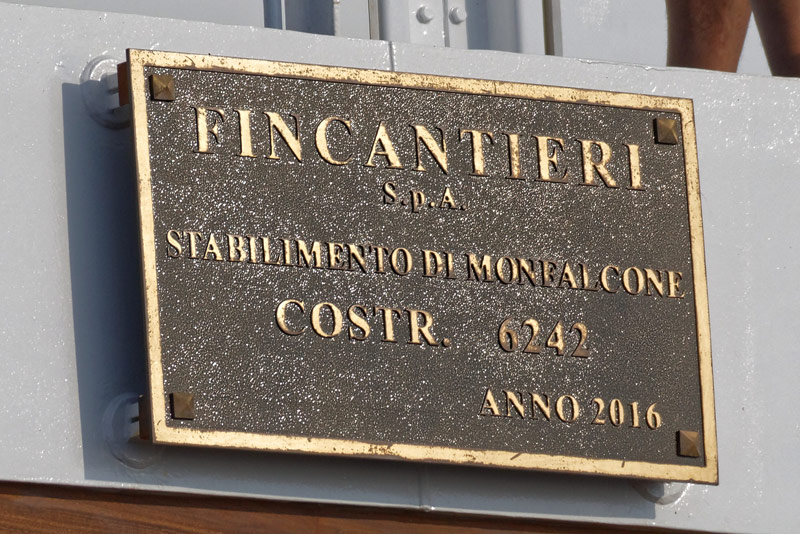 FINCANTIERI
S.p.A.
STABILIMENTO DI MONFALCONE
COSTR. 6242
ANNO 2016